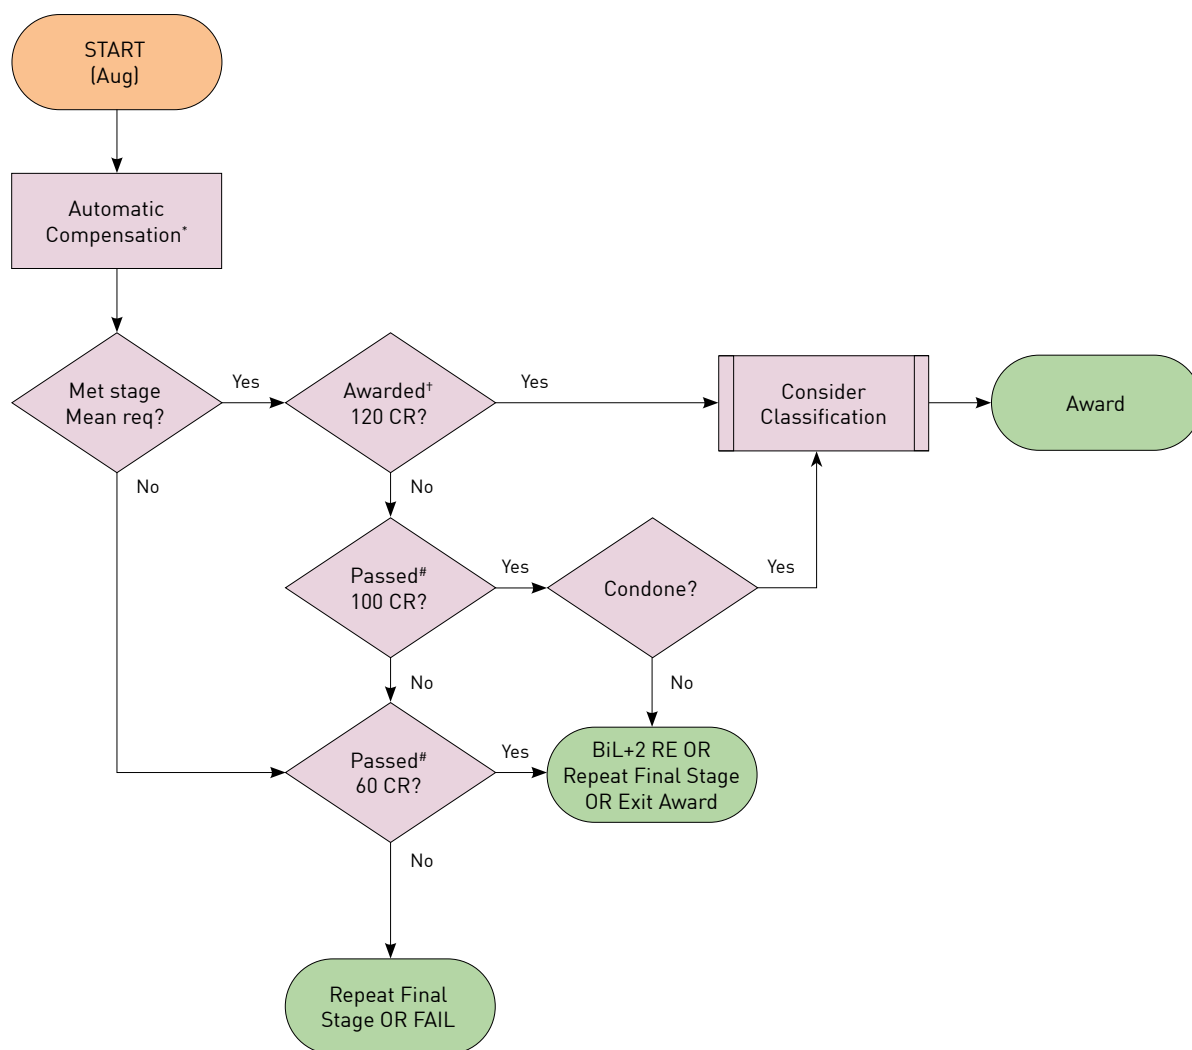 START
(Aug)
Automatic
Compensation*
Met stage
Mean req?
Yes
Awarded†
120 CR?
Yes
Consider
Classification
Award
No
No
Passed#
100 CR?
Yes
Condone?
Yes
No
No
Passed#
60 CR?
Yes
BiL+2 RE OR
Repeat Final Stage
OR Exit Award
No
Repeat Final
Stage OR FAIL